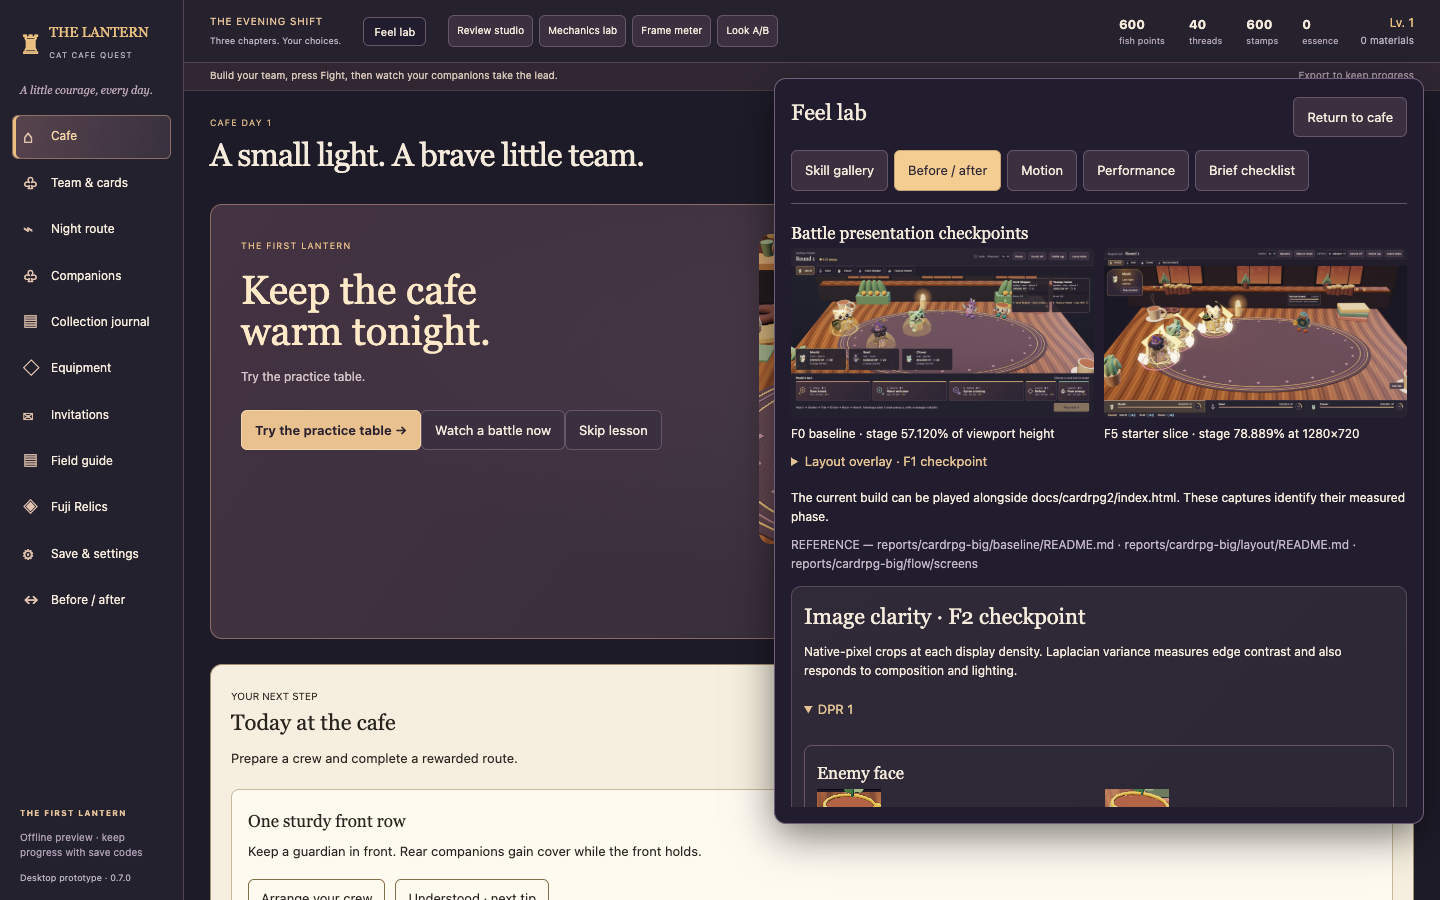 THE LANTERN
CAT CAFE QUEST
A little courage, every day.
Cafe
Team & cards
Night route
Companions
Collection journal
Equipment
Invitations
Field guide
Fuji Relics
Save & settings
Before / after
THE FIRST LANTERN
Offline preview · keep
progress with save codes
Desktop prototype · 0.7.0
THE EVENING SHIFT
Three chapters. Your choices.
Feel lab
Review studio
Mechanics lab
Frame meter
Look A/B
600
fish points
40
threads
600
stamps
0
essence
Lv. 1
0 materials
Build your team, press Fight, then watch your companions take the lead.
Export to keep progress
CAFE DAY 1
A small light. A brave little team.
THE FIRST LANTERN
Keep the cafe
warm tonight.
Try the practice table.
Try the practice table →
Watch a battle now
Skip lesson
YOUR NEXT STEP
Today at the cafe
Prepare a crew and complete a rewarded route.
One sturdy front row
Keep a guardian in front. Rear companions gain cover while the front holds.
Arrange your crew
Understood · next tip
Feel lab
Return to cafe
Skill gallery
Before / after
Motion
Performance
Brief checklist
Battle presentation checkpoints
F0 baseline · stage 57.120% of viewport height
F5 starter slice · stage 78.889% at 1280×720
Layout overlay · F1 checkpoint
The current build can be played alongside docs/cardrpg2/index.html. These captures identify their measured
phase.
REFERENCE — reports/cardrpg-big/baseline/README.md · reports/cardrpg-big/layout/README.md ·
reports/cardrpg-big/flow/screens
Image clarity · F2 checkpoint
Native-pixel crops at each display density. Laplacian variance measures edge contrast and also
responds to composition and lighting.
DPR 1
Enemy face